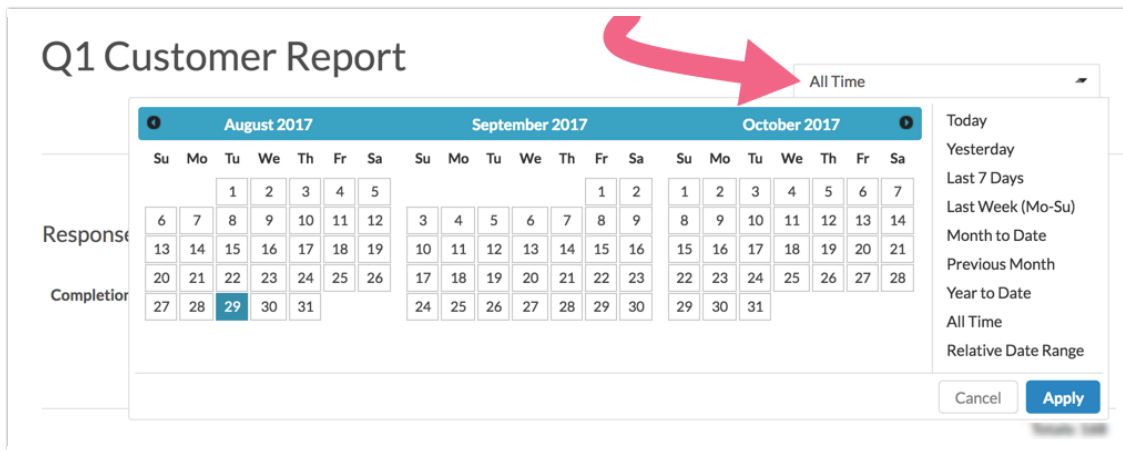 Q1 Customer Report
All Time
August 2017 September 2017 October 2017
Su Mo Tu We Th Fr Sa Su Mo Tu We Th Fr Sa Su Mo Tu We Th Fr Sa
1 2 3 4 5 1 2 1 2 3 4 5 6 7
6 7 8 9 10 11 12 3 4 5 6 7 8 9 8 9 10 11 12 13 14
13 14 15 16 17 18 19 10 11 12 13 14 15 16 15 16 17 18 19 20 21
20 21 22 23 24 25 26 17 18 19 20 21 22 23 22 23 24 25 26 27 28
27 28 29 30 31 24 25 26 27 28 29 30 29 30 31
Today
Yesterday
Last 7 Days
Last Week (Mo-Su)
Month to Date
Previous Month
Year to Date
All Time
Relative Date Range
Response
Completion
Cancel Apply